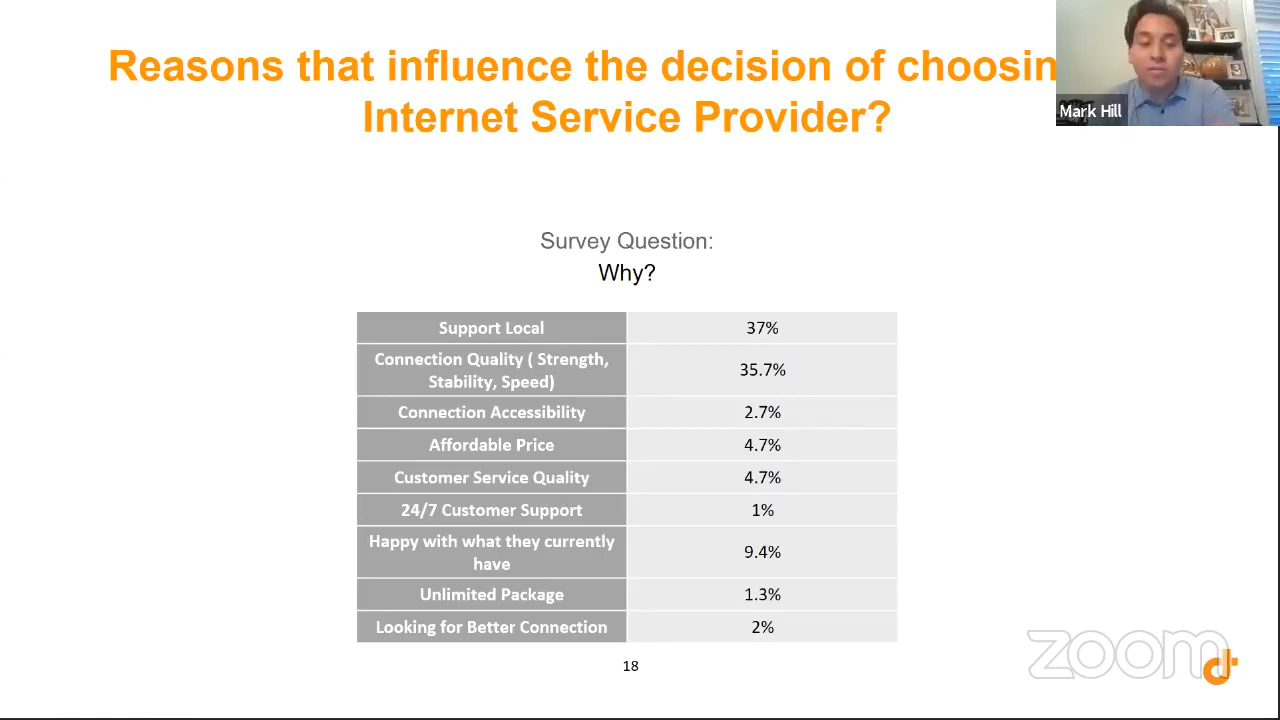 Reasons that influence the decision of choosin
Internet Service Provider?
Mark Hill
Survey Question:
Why?
Support Local 37%
Connection Quality ( Strength,
Stability, Speed) 35.7%
Connection Accessibility 2.7%
Affordable Price 4.7%
Customer Service Quality 4.7%
24/7 Customer Support 1%
Happy with what they currently
have 9.4%
Unlimited Package 1.3%
Looking for Better Connection 2%
18
zoom